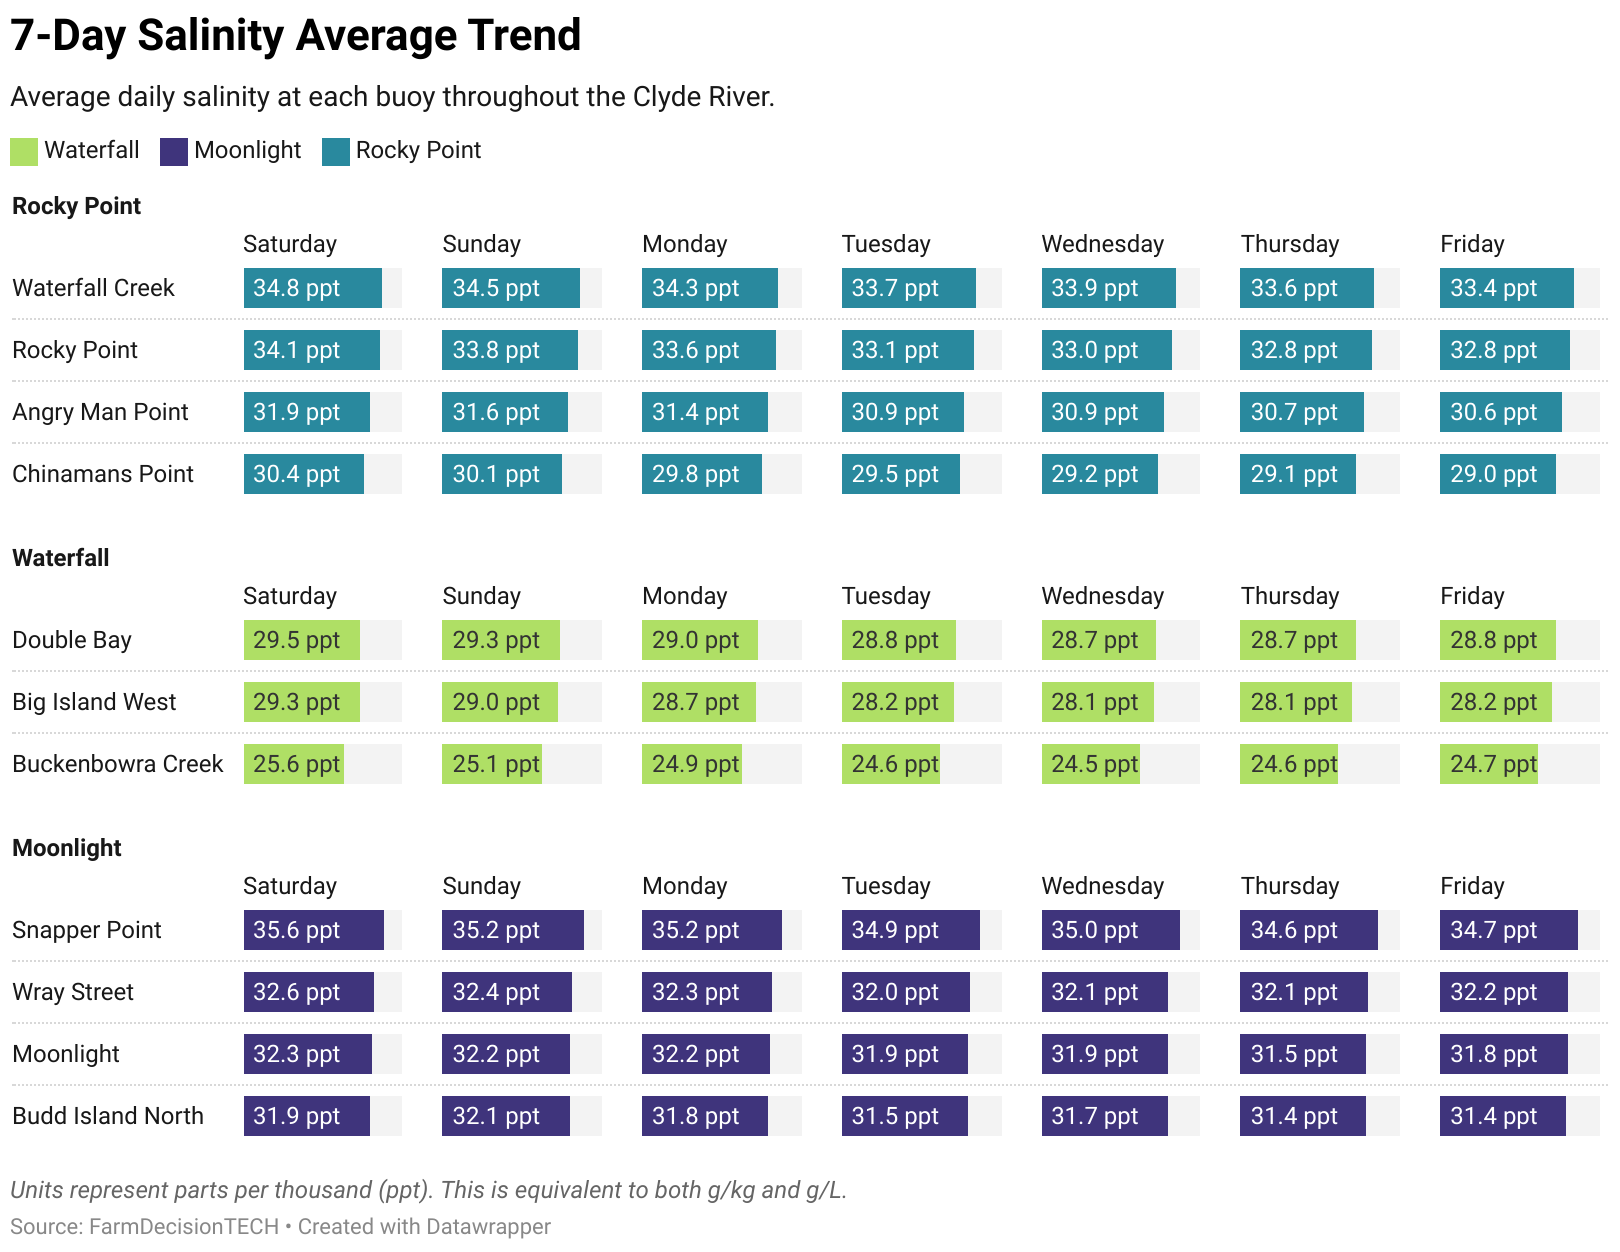 7-Day Salinity Average Trend
Average daily salinity at each buoy throughout the Clyde River.
Waterfall Moonlight Rocky Point
Rocky Point
Saturday Sunday Monday Tuesday Wednesday Thursday Friday
Waterfall Creek 34.8 ppt 34.5 ppt 34.3 ppt 33.7 ppt 33.9 ppt 33.6 ppt 33.4 ppt
Rocky Point 34.1 ppt 33.8 ppt 33.6 ppt 33.1 ppt 33.0 ppt 32.8 ppt 32.8 ppt
Angry Man Point 31.9 ppt 31.6 ppt 31.4 ppt 30.9 ppt 30.9 ppt 30.7 ppt 30.6 ppt
Chinamans Point 30.4 ppt 30.1 ppt 29.8 ppt 29.5 ppt 29.2 ppt 29.1 ppt 29.0 ppt
Waterfall
Saturday Sunday Monday Tuesday Wednesday Thursday Friday
Double Bay 29.5 ppt 29.3 ppt 29.0 ppt 28.8 ppt 28.7 ppt 28.7 ppt 28.8 ppt
Big Island West 29.3 ppt 29.0 ppt 28.7 ppt 28.2 ppt 28.1 ppt 28.1 ppt 28.2 ppt
Buckenbowra Creek 25.6 ppt 25.1 ppt 24.9 ppt 24.6 ppt 24.5 ppt 24.6 ppt 24.7 ppt
Moonlight
Saturday Sunday Monday Tuesday Wednesday Thursday Friday
Snapper Point 35.6 ppt 35.2 ppt 35.2 ppt 34.9 ppt 35.0 ppt 34.6 ppt 34.7 ppt
Wray Street 32.6 ppt 32.4 ppt 32.3 ppt 32.0 ppt 32.1 ppt 32.1 ppt 32.2 ppt
Moonlight 32.3 ppt 32.2 ppt 32.2 ppt 31.9 ppt 31.9 ppt 31.5 ppt 31.8 ppt
Budd Island North 31.9 ppt 32.1 ppt 31.8 ppt 31.5 ppt 31.7 ppt 31.4 ppt 31.4 ppt
Units represent parts per thousand (ppt). This is equivalent to both g/kg and g/L.
Source: FarmDecisionTECH • Created with Datawrapper